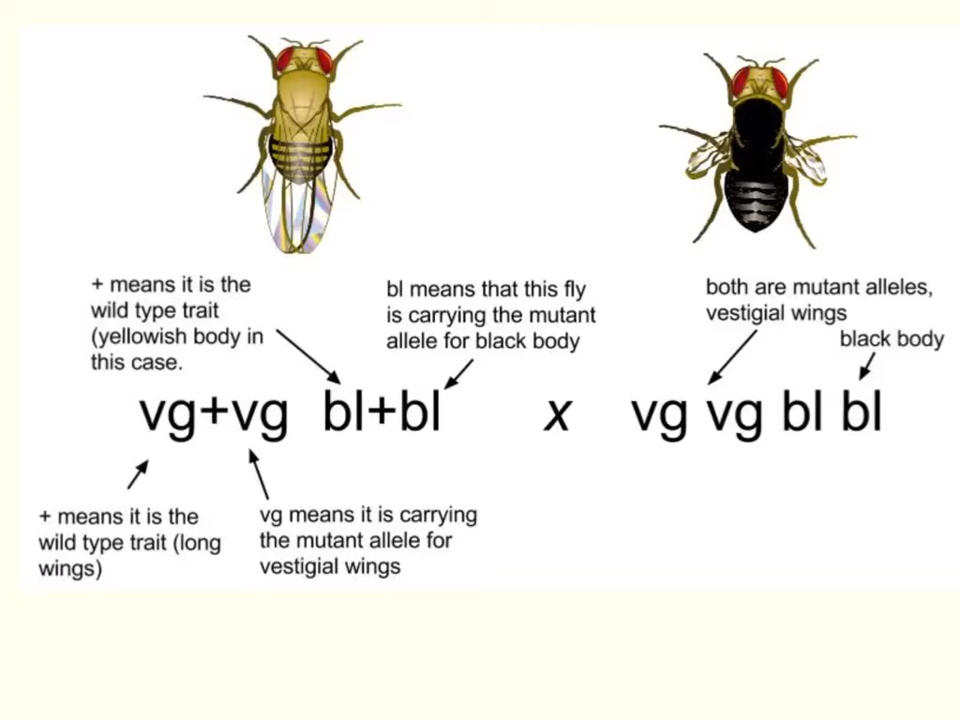 + means it is the
wild type trait
(yellowish body in
this case.
bl means that this fly
is carrying the mutant
allele for black body
both are mutant alleles,
vestigial wings
black body
vg+vg bl+bl x vg vg bl bl
+ means it is the
wild type trait (long
wings)
vg means it is carrying
the mutant allele for
vestigial wings